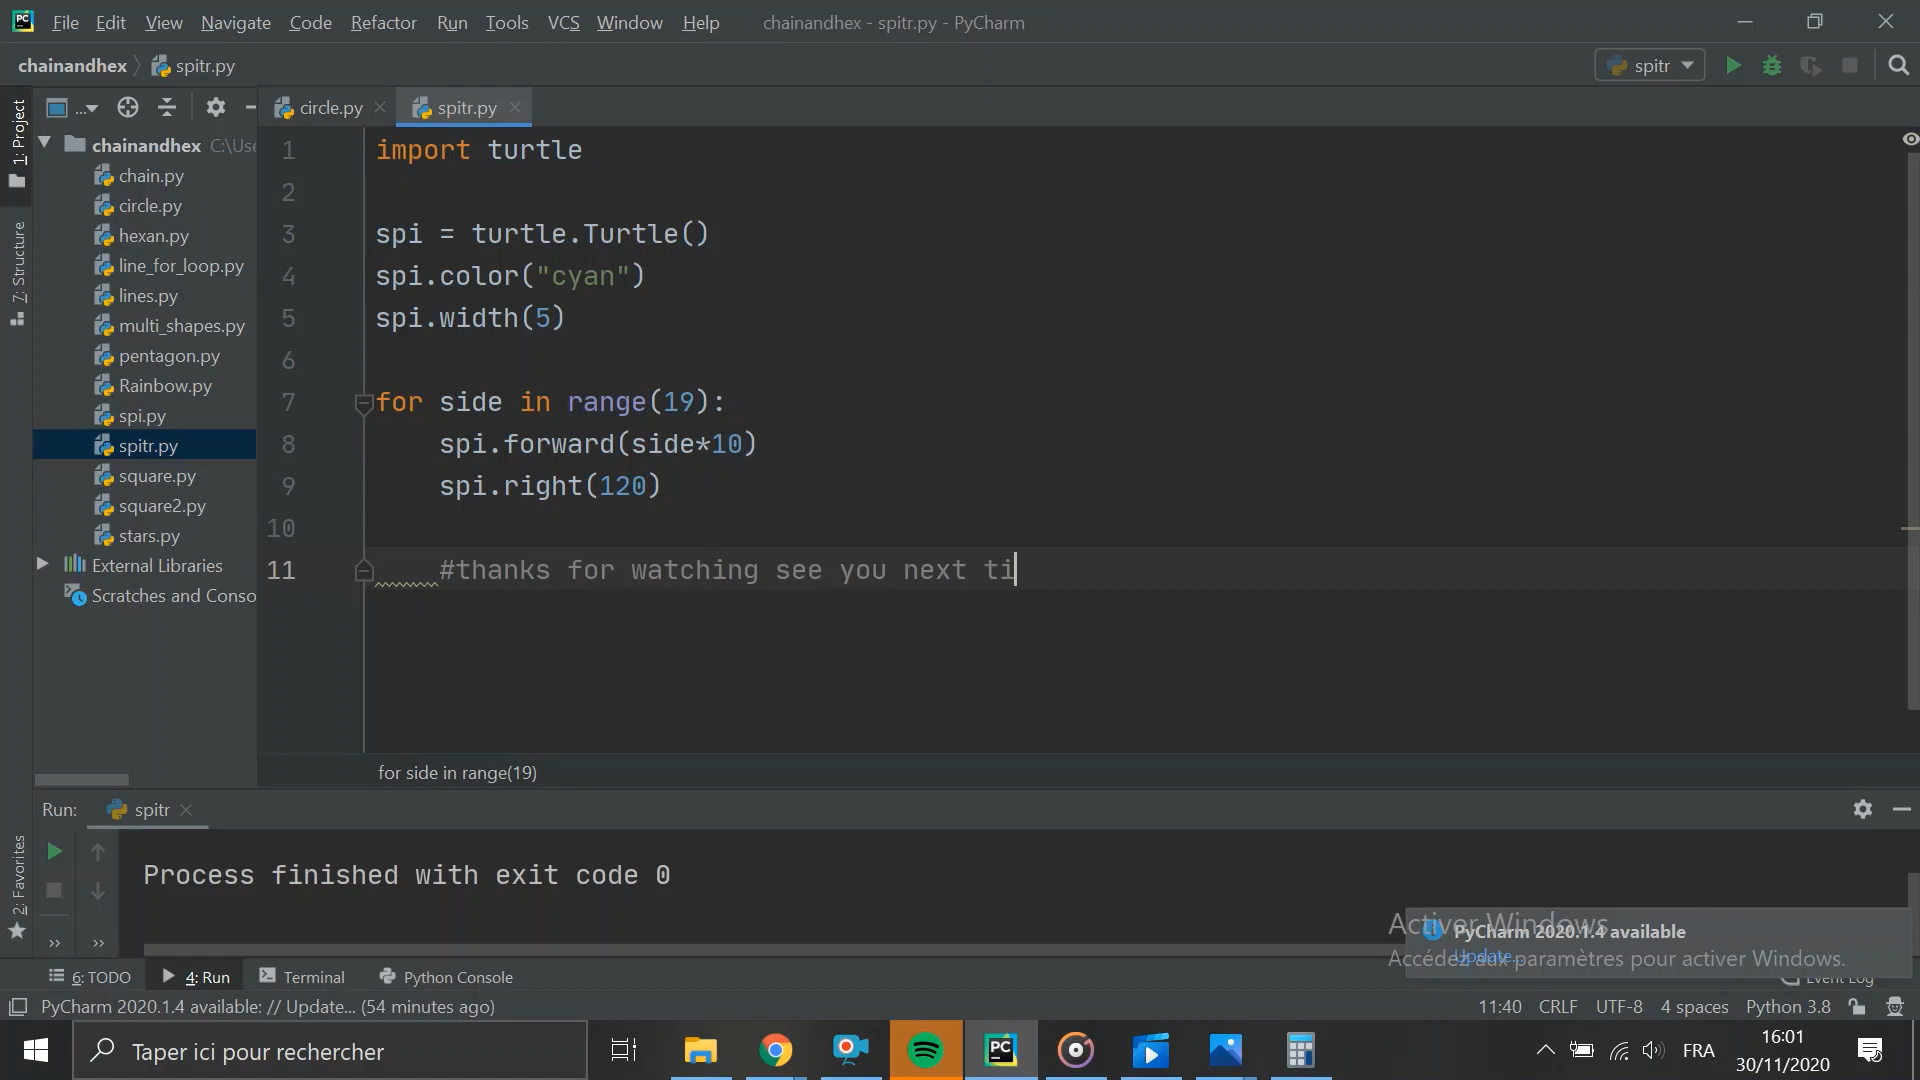 File Edit View Navigate Code Refactor Run Tools VCS Window Help chainandhex - spitr.py - PyCharm
chainandhex spitr.py
spitr
1: Project
7: Structure
2: Favorites
...
circle.py
spitr.py
chainandhex C:\Use
chain.py
circle.py
hexan.py
line_for_loop.py
lines.py
multi_shapes.py
pentagon.py
Rainbow.py
spi.py
spitr.py
square.py
square2.py
stars.py
External Libraries
Scratches and Conso
1 import turtle
2
3 spi = turtle.Turtle()
4 spi.color("cyan")
5 spi.width(5)
6
7 for side in range(19):
8 spi.forward(side*10)
9 spi.right(120)
10
11 #thanks for watching see you next ti
for side in range(19)
Run: spitr
Process finished with exit code 0
Activer Windows
Accédez aux paramètres pour activer Windows.
PyCharm 2020.1.4 available
Update...
6: TODO 4: Run Terminal Python Console Event Log
PyCharm 2020.1.4 available: // Update... (54 minutes ago) 11:40 CRLF UTF-8 4 spaces Python 3.8
Taper ici pour rechercher
PC
FRA
16:01
30/11/2020